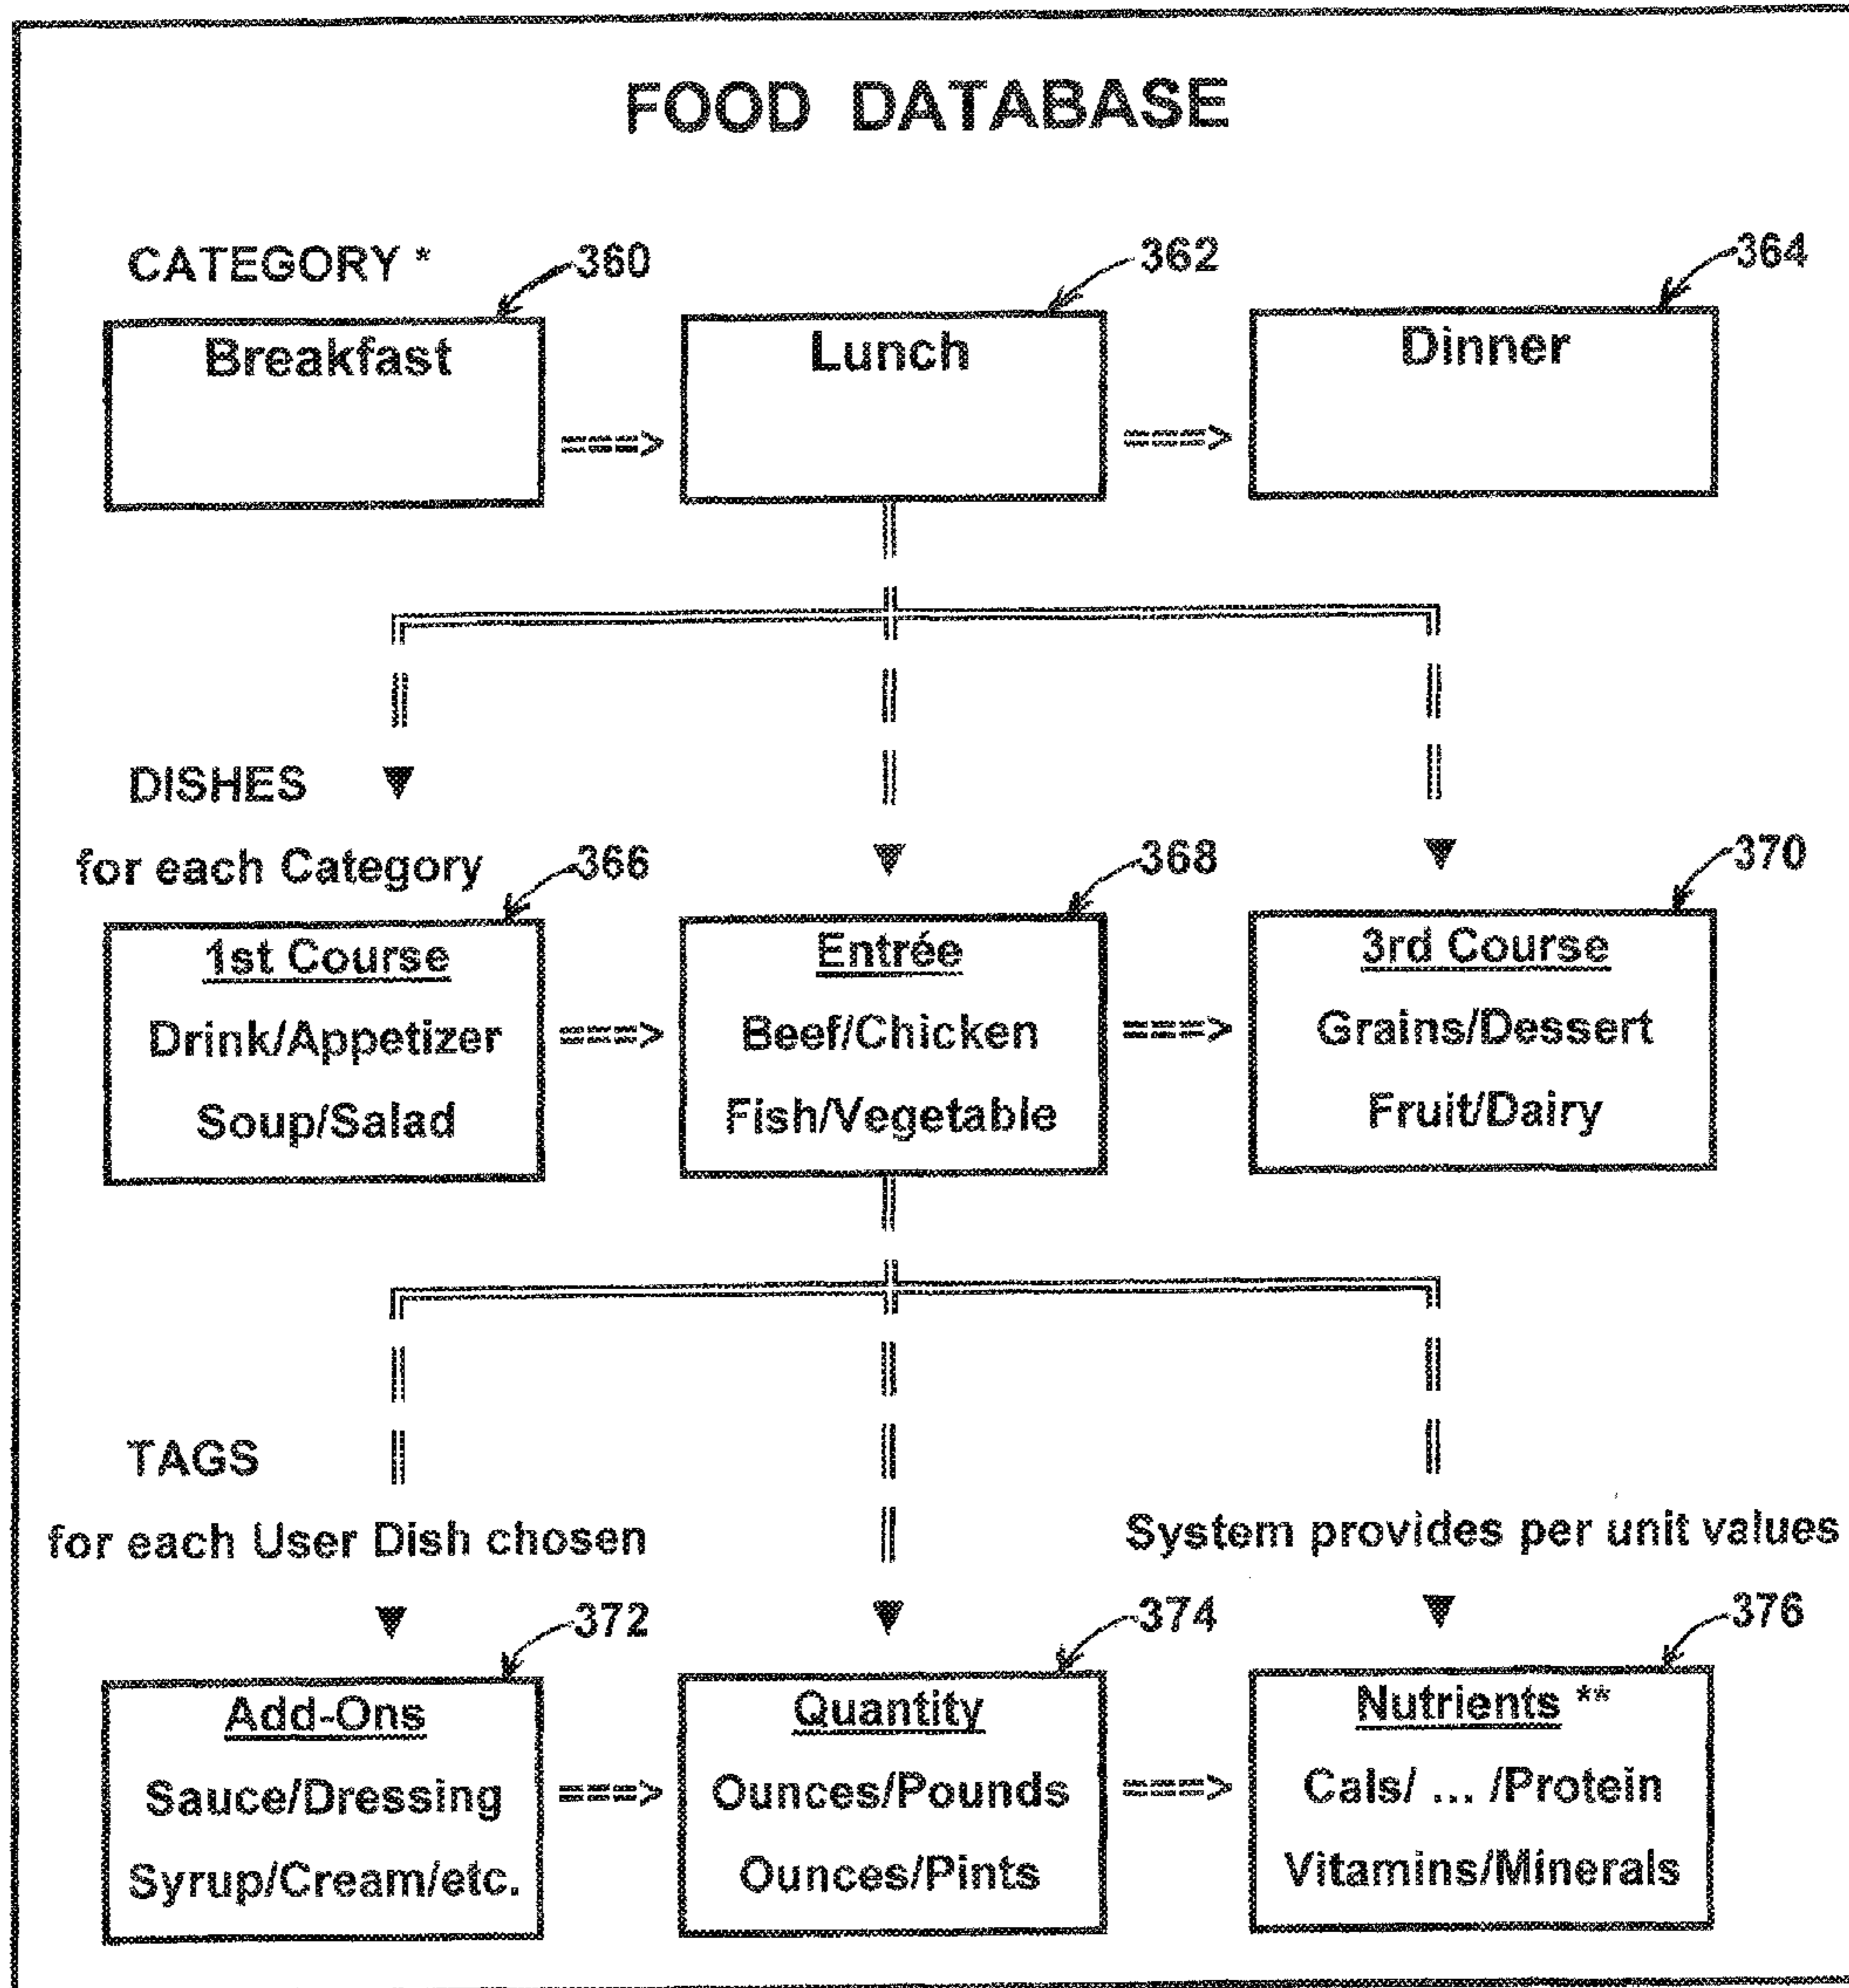 FOOD DATABASE
CATEGORY *
360
362
364
Breakfast
Lunch
Dinner
====>
====>
DISHES
for each Category
366
368
370
1st Course
Drink/Appetizer
Soup/Salad
====>
Entrée
Beef/Chicken
Fish/Vegetable
====>
3rd Course
Grains/Dessert
Fruit/Dairy
TAGS
for each User Dish chosen
System provides per unit values
372
374
376
Add-Ons
Sauce/Dressing
Syrup/Cream/etc.
====>
Quantity
Ounces/Pounds
Ounces/Pints
====>
Nutrients **
Cals/ ... /Protein
Vitamins/Minerals